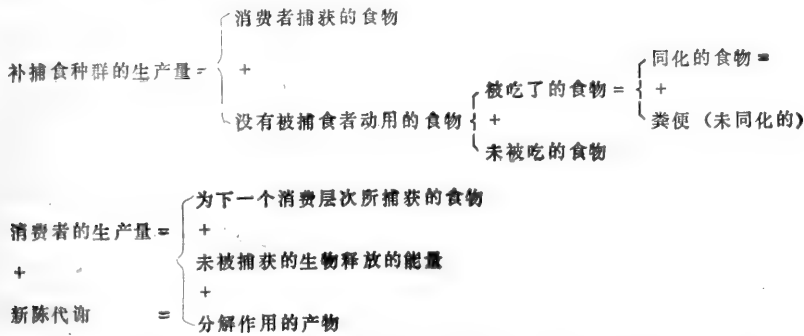 消费者捕获的食物
补捕食种群的生产量= +
没有被捕食者动用的食物
被吃了的食物=
+
未被吃的食物
同化的食物=
+
粪便（未同化的）
为下一个消费层次所捕获的食物
消费者的生产量= +
+ 未被捕获的生物释放的能量
+
新陈代谢 = 分解作用的产物